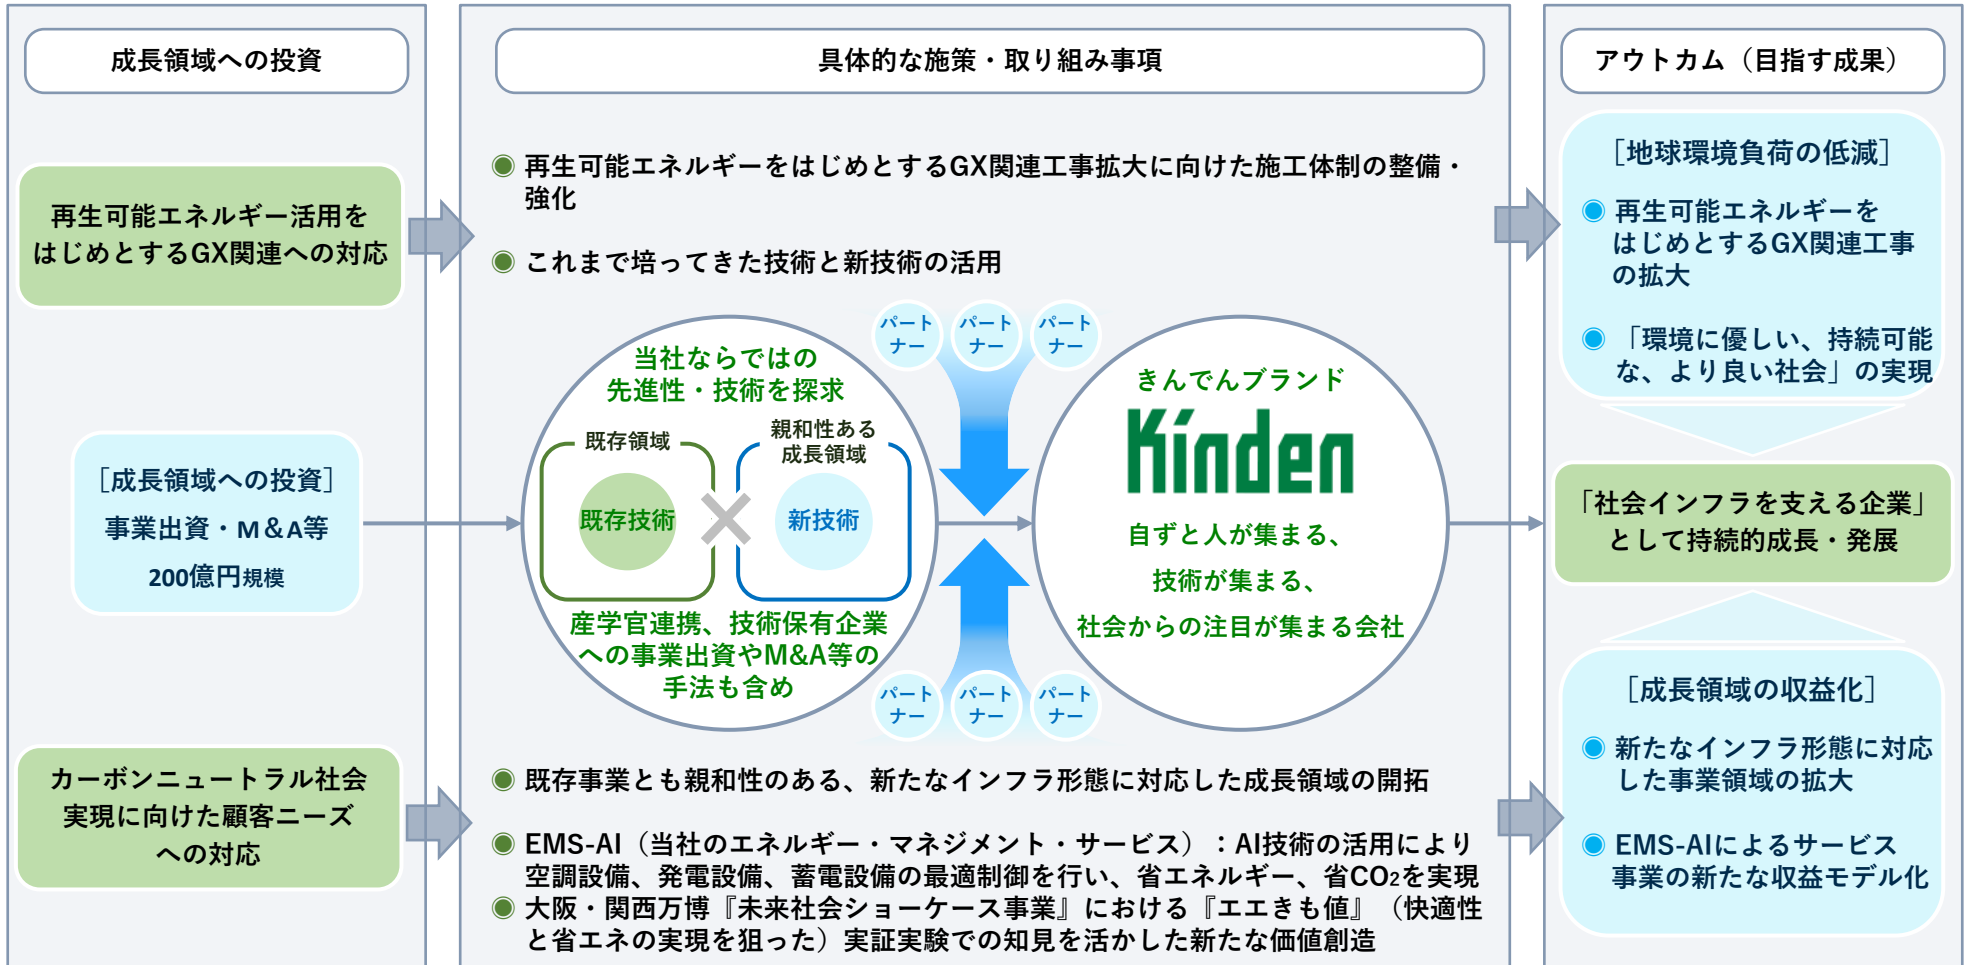 成長領域への投資
再生可能エネルギー活用を
はじめとするGX関連への対応
［成長領域への投資］
事業出資・M＆A等
200億円規模
カーボンニュートラル社会
実現に向けた顧客ニーズ
への対応
具体的な施策・取り組み事項
◉ 再生可能エネルギーをはじめとするGX関連工事拡大に向けた施工体制の整備・
強化
◉ これまで培ってきた技術と新技術の活用
当社ならではの
先進性・技術を探求
既存領域
既存技術
親和性ある
成長領域
新技術
産学官連携、技術保有企業
への事業出資やM&A等の
手法も含め
パート
ナー
パート
ナー
パート
ナー
パート
ナー
パート
ナー
パート
ナー
きんでんブランド
Kinden
自ずと人が集まる、
技術が集まる、
社会からの注目が集まる会社
◉ 既存事業とも親和性のある、新たなインフラ形態に対応した成長領域の開拓
◉ EMS-AI（当社のエネルギー・マネジメント・サービス）：AI技術の活用により
空調設備、発電設備、蓄電設備の最適制御を行い、省エネルギー、省CO₂を実現
◉ 大阪・関西万博『未来社会ショーケース事業』における『エエきも値』（快適性
と省エネの実現を狙った）実証実験での知見を活かした新たな価値創造
アウトカム（目指す成果）
［地球環境負荷の低減］
◉ 再生可能エネルギーを
はじめとするGX関連工事
の拡大
◉ 「環境に優しい、持続可能
な、より良い社会」の実現
「社会インフラを支える企業」
として持続的成長・発展
［成長領域の収益化］
◉ 新たなインフラ形態に対応
した事業領域の拡大
◉ EMS-AIによるサービス
事業の新たな収益モデル化